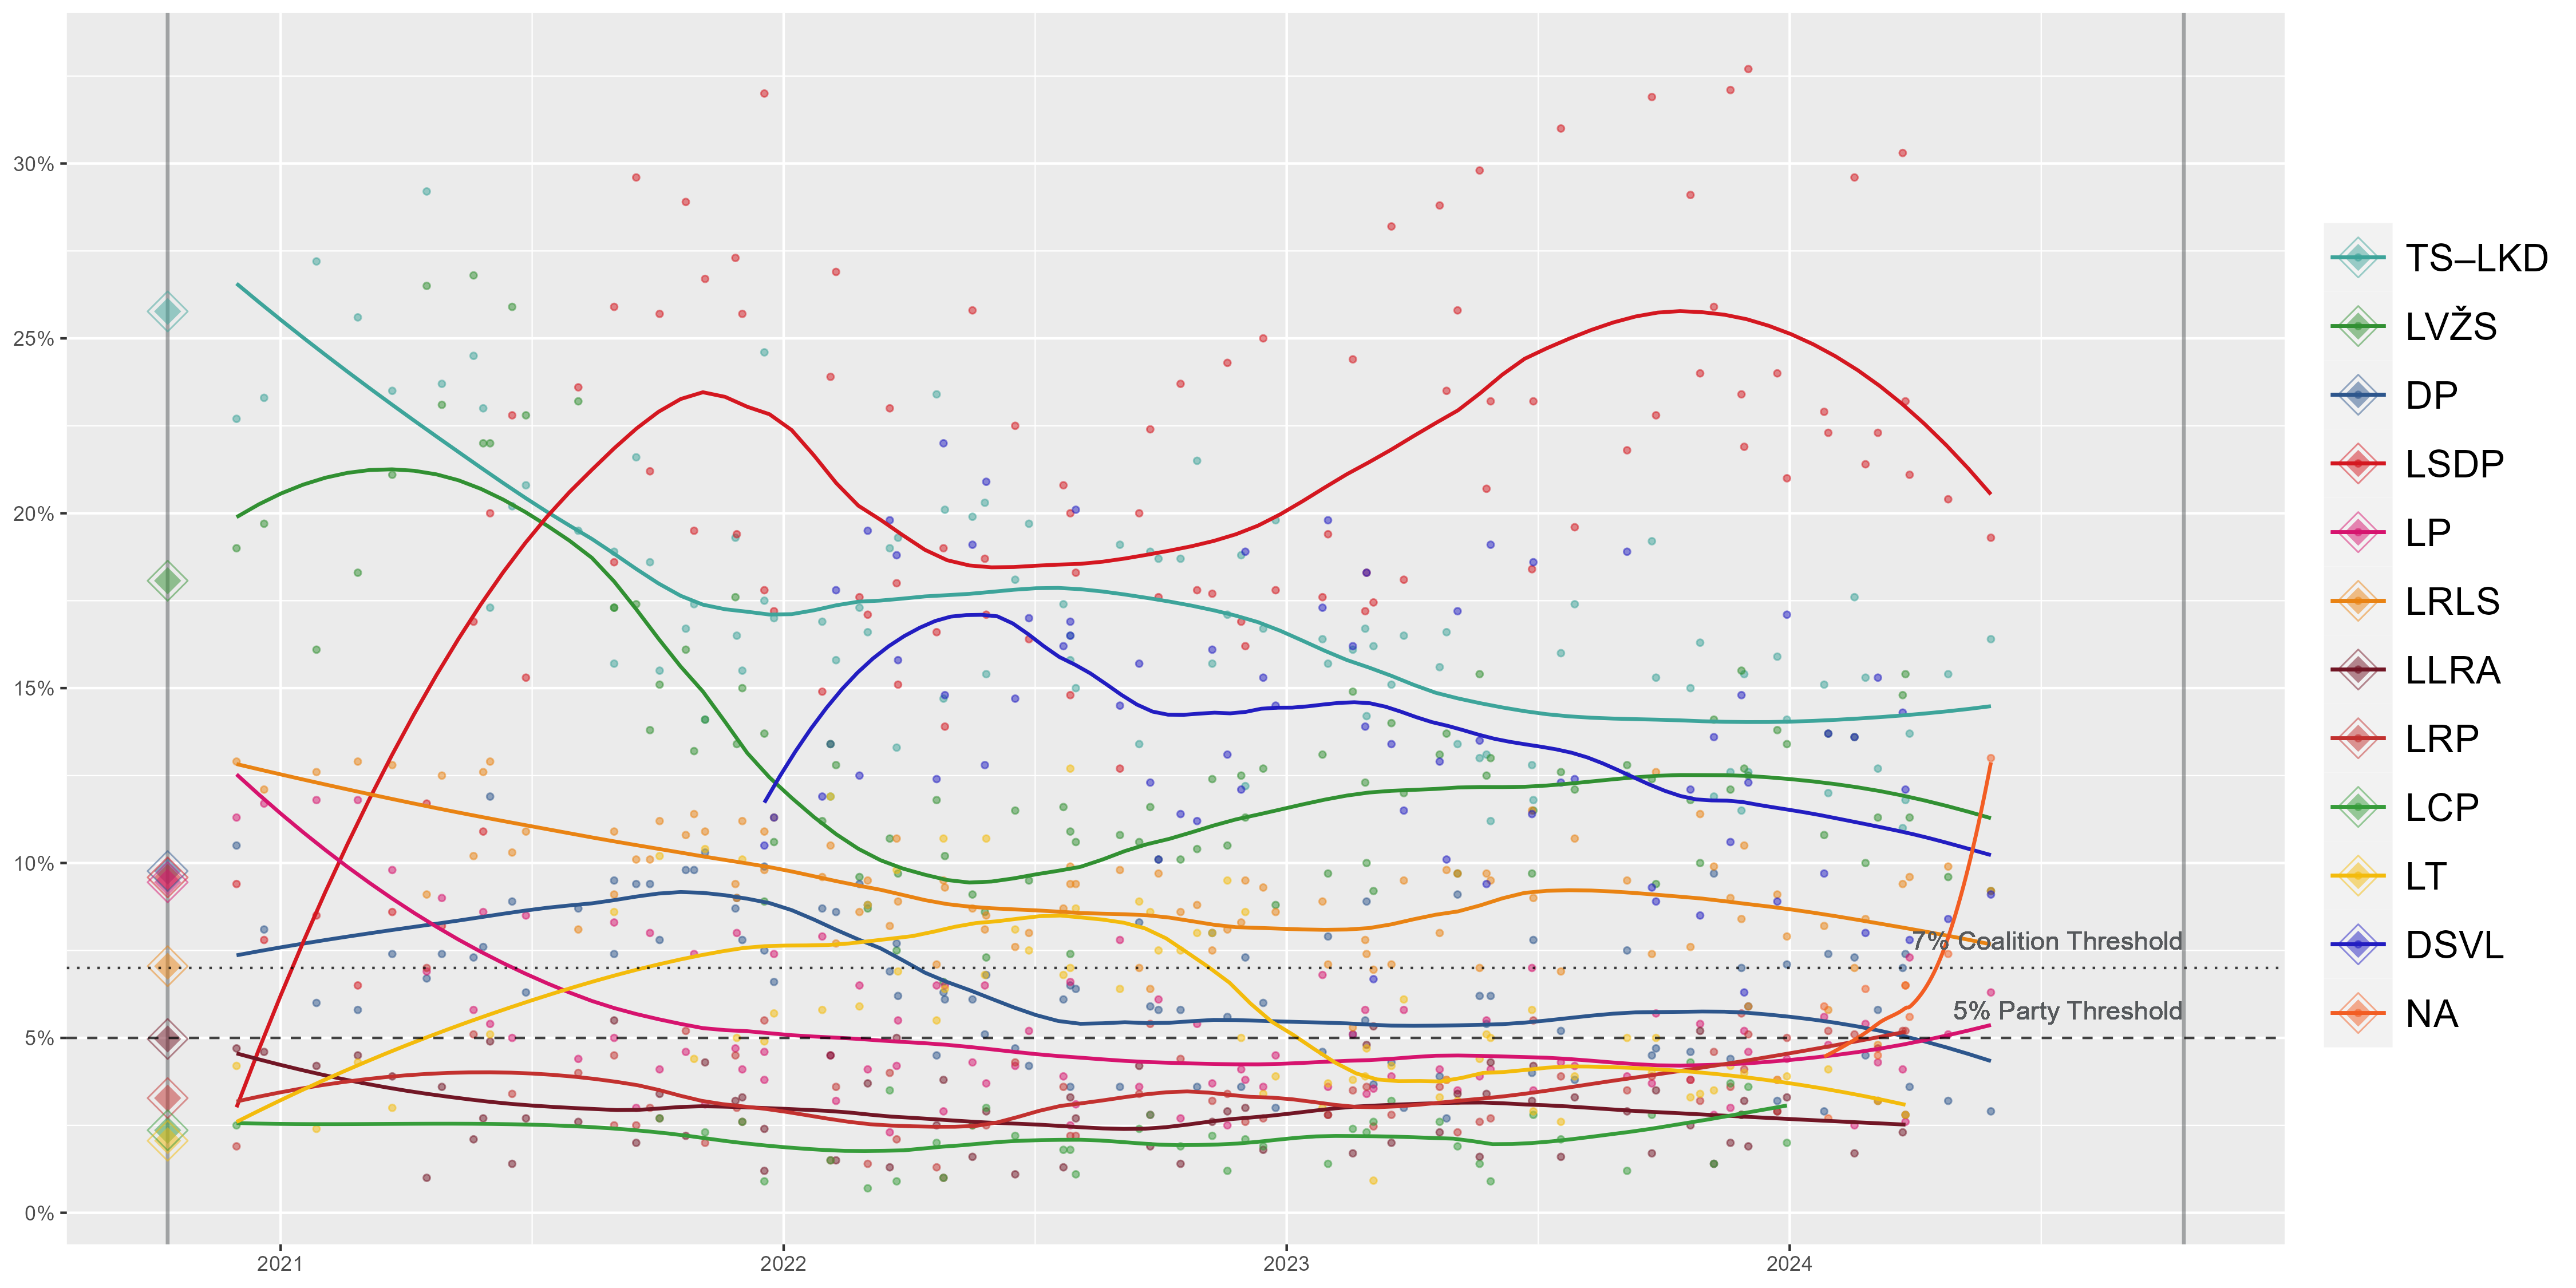 30%
25%
20%
15%
10%
5%
0%
7% Coalition Threshold
5% Party Threshold
2021
2022
2023
2024
TS–LKD
LVŽS
DP
LSDP
LP
LRLS
LLRA
LRP
LCP
LT
DSVL
NA